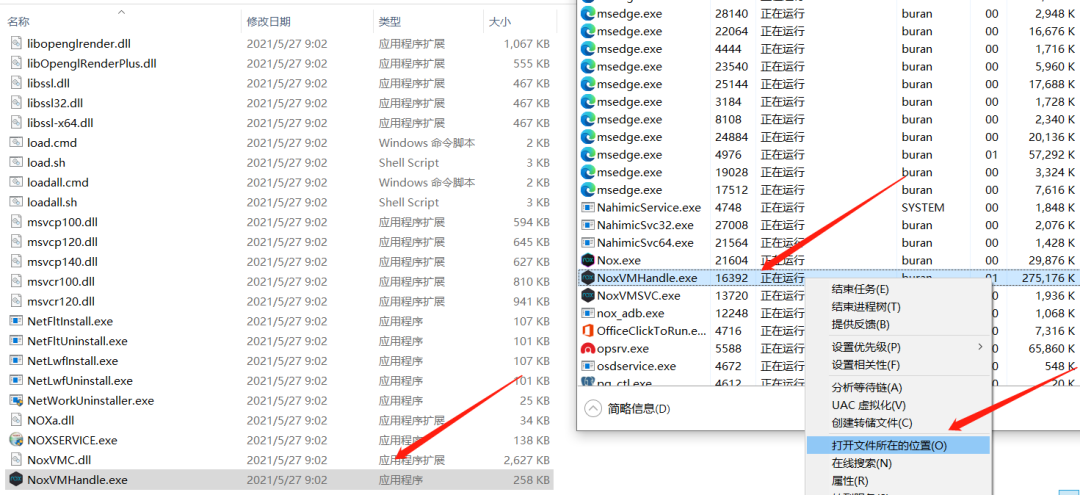 名称 修改日期 类型 大小
libopenglrender.dll 2021/5/27 9:02 应用程序扩展 1,067 KB
libOpenglRenderPlus.dll 2021/5/27 9:02 应用程序扩展 555 KB
libssl.dll 2021/5/27 9:02 应用程序扩展 467 KB
libssl32.dll 2021/5/27 9:02 应用程序扩展 467 KB
libssl-x64.dll 2021/5/27 9:02 应用程序扩展 467 KB
load.cmd 2021/5/27 9:02 Windows 命令脚本 2 KB
load.sh 2021/5/27 9:02 Shell Script 3 KB
loadall.cmd 2021/5/27 9:02 Windows 命令脚本 2 KB
loadall.sh 2021/5/27 9:02 Shell Script 3 KB
msvcp100.dll 2021/5/27 9:02 应用程序扩展 594 KB
msvcp120.dll 2021/5/27 9:02 应用程序扩展 645 KB
msvcp140.dll 2021/5/27 9:02 应用程序扩展 627 KB
msvcr100.dll 2021/5/27 9:02 应用程序扩展 810 KB
msvcr120.dll 2021/5/27 9:02 应用程序扩展 941 KB
NetFltInstall.exe 2021/5/27 9:02 应用程序 107 KB
NetFltUninstall.exe 2021/5/27 9:02 应用程序 101 KB
NetLwfInstall.exe 2021/5/27 9:02 应用程序 107 KB
NetLwfUninstall.exe 2021/5/27 9:02 应用程序 101 KB
NetWorkUninstaller.exe 2021/5/27 9:02 应用程序 25 KB
NOXa.dll 2021/5/27 9:02 应用程序扩展 34 KB
NOXSERVICE.exe 2021/5/27 9:02 应用程序 138 KB
NoxVMC.dll 2021/5/27 9:02 应用程序扩展 2,627 KB
NoxVMHandle.exe 2021/5/27 9:02 应用程序 258 KB
msedge.exe 28140 正在运行 buran 00 2,948 K
msedge.exe 22064 正在运行 buran 00 16,676 K
msedge.exe 4444 正在运行 buran 00 1,716 K
msedge.exe 23540 正在运行 buran 00 5,960 K
msedge.exe 25144 正在运行 buran 00 17,688 K
msedge.exe 3184 正在运行 buran 00 1,728 K
msedge.exe 8108 正在运行 buran 00 2,340 K
msedge.exe 24884 正在运行 buran 00 20,136 K
msedge.exe 4976 正在运行 buran 01 57,292 K
msedge.exe 19028 正在运行 buran 00 3,324 K
msedge.exe 17512 正在运行 buran 00 7,616 K
NahimicService.exe 4748 正在运行 SYSTEM 00 1,848 K
NahimicSvc32.exe 27008 正在运行 buran 00 2,076 K
NahimicSvc64.exe 21564 正在运行 buran 00 1,428 K
Nox.exe 21604 正在运行 buran 00 29,876 K
NoxVMHandle.exe 16392 正在运行 buran 01 275,176 K
NoxVMSVC.exe 13720 正在运行 00 1,936 K
nox_adb.exe 12248 正在运行 00 1,068 K
OfficeClickToRun.e... 4716 正在运行 00 7,316 K
opsrv.exe 5588 正在运行 00 65,860 K
osdservice.exe 4672 正在运行 00 548 K
pg_ctl.exe 4612 正在运行 00 20 K
简略信息(D)
结束任务(E)
结束进程树(T)
提供反馈(B)
设置优先级(P)
设置相关性(F)
分析等待链(A)
UAC 虚拟化(V)
创建转储文件(C)
打开文件所在的位置(O)
在线搜索(N)
属性(R)